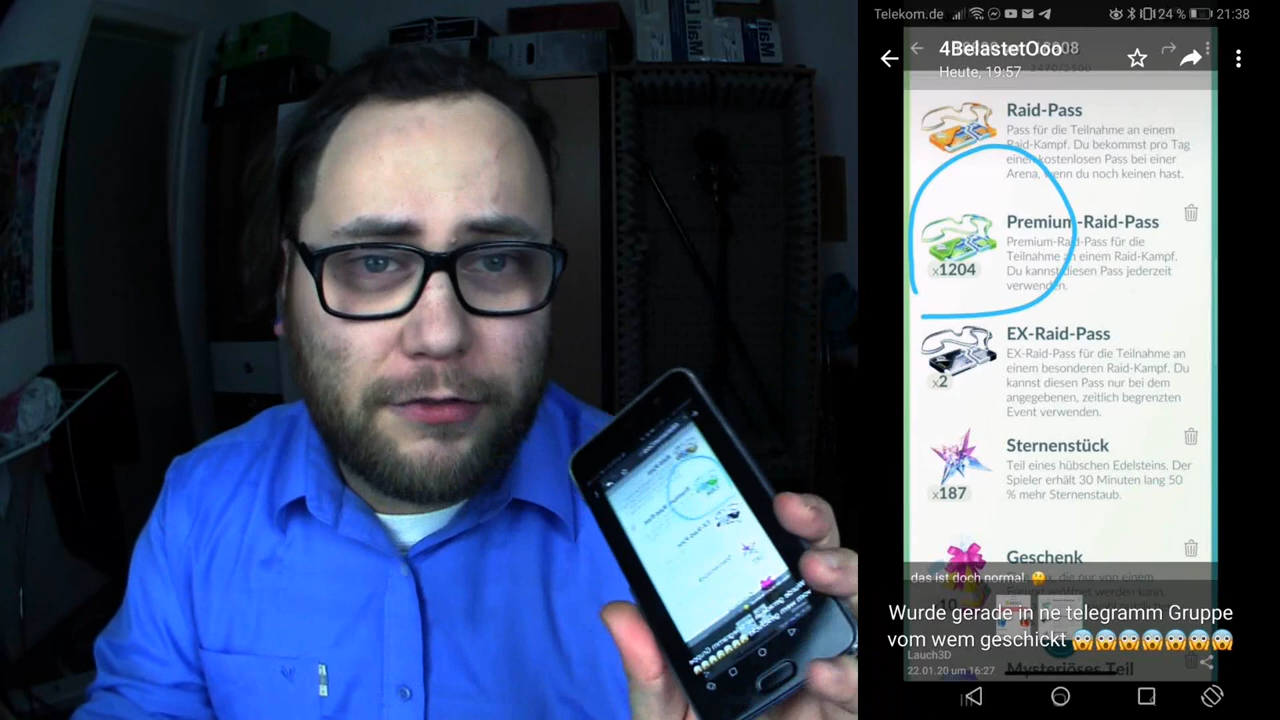 Telekom.de
24 %
21:38
4BelastetOoo
Heute, 19:57
Raid-Pass
Pass für die Teilnahme an einem
Raid-Kampf. Du bekommst pro Tag
einen kostenlosen Pass bei einer
Arena, wenn du noch keinen hast.
Premium-Raid-Pass
Premium-Raid-Pass für die
Teilnahme an einem Raid-Kampf.
Du kannst diesen Pass jederzeit
verwenden.
x1204
EX-Raid-Pass
EX-Raid-Pass für die Teilnahme an
einem besonderen Raid-Kampf. Du
kannst diesen Pass nur bei dem
angegebenen, zeitlich begrenzten
Event verwenden.
x2
Sternenstück
Teil eines hübschen Edelsteins. Der
Spieler erhält 30 Minuten lang 50
% mehr Sternenstaub.
x187
Geschenk
das ist doch normal.
die nur von einem
Wurde gerade in ne telegramm Gruppe
vom wem geschickt 😱😱😱😱😱😱😱
Lauch3D
22.01.20 um 16:27
Mysteriöses Teil